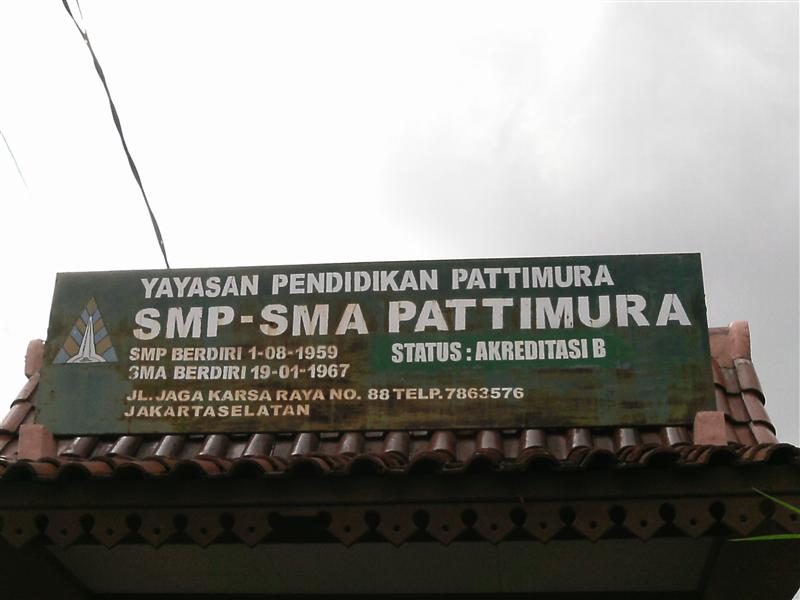 YAYASAN PENDIDIKAN PATTIMURA
SMP-SMA PATTIMURA
SMP BERDIRI 1-08-1959
SMA BERDIRI 19-01-1967
STATUS : AKREDITASI B
JL. JAGA KARSA RAYA NO. 88 TELP. 7863576
JAKARTASELATAN